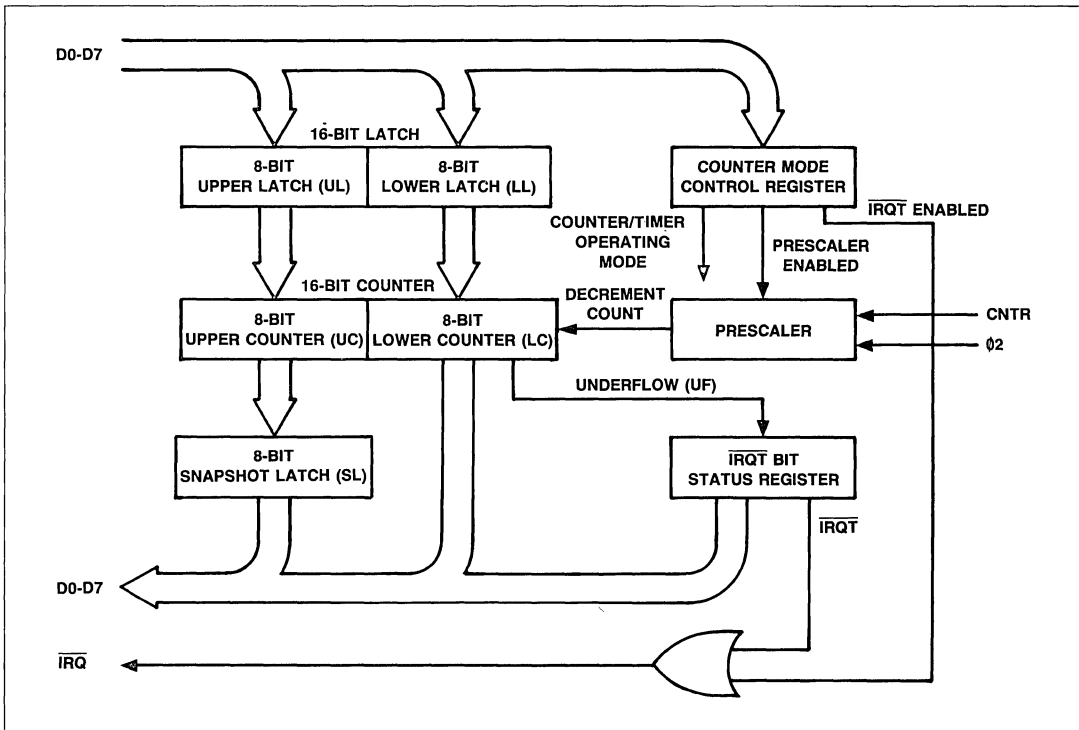 D0-D7
16-BIT LATCH
8-BIT
UPPER LATCH (UL)
8-BIT
LOWER LATCH (LL)
COUNTER MODE
CONTROL REGISTER
COUNTER/TIMER
OPERATING
MODE
PRESCALER
ENABLED
IRQT ENABLED
16-BIT COUNTER
8-BIT
UPPER COUNTER (UC)
8-BIT
LOWER COUNTER (LC)
DECREMENT
COUNT
PRESCALER
CNTR
Ø2
UNDERFLOW (UF)
8-BIT
SNAPSHOT LATCH (SL)
IRQT BIT
STATUS REGISTER
IRQT
D0-D7
IRQ